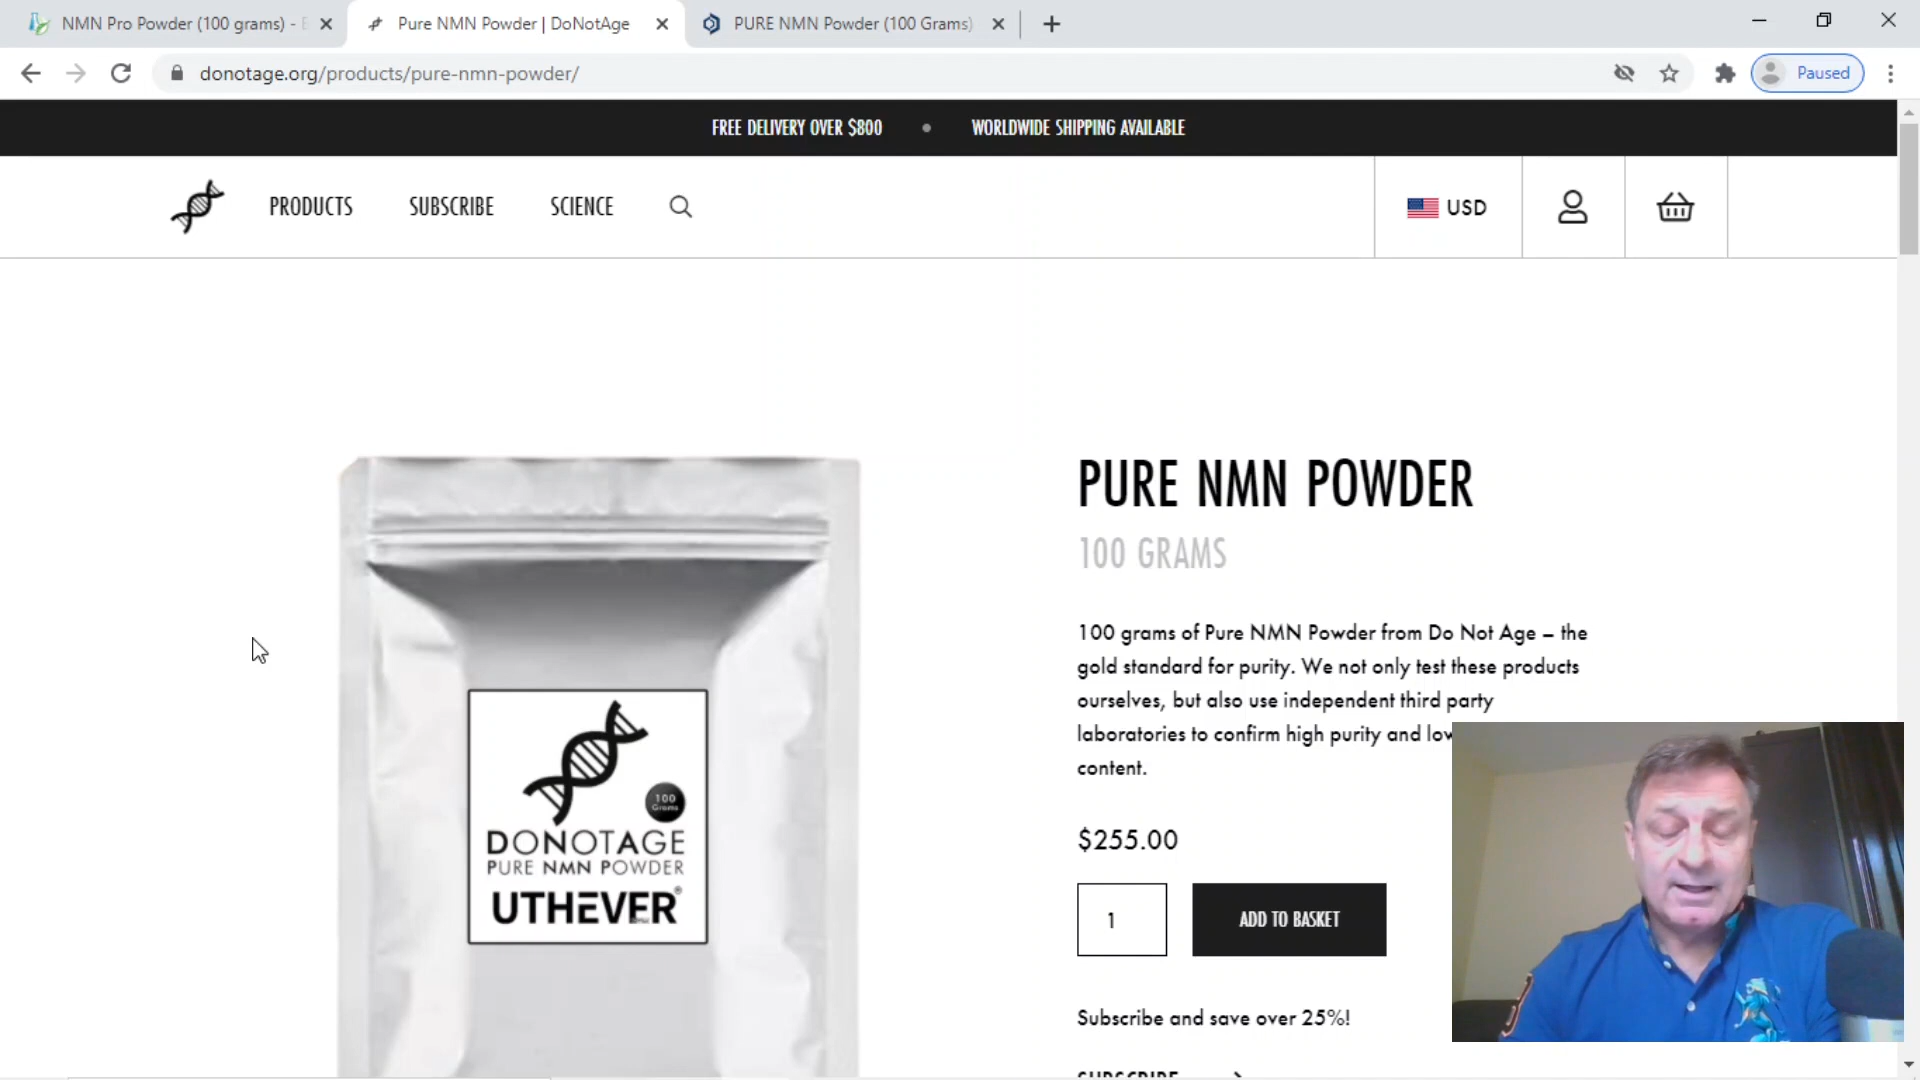 NMN Pro Powder (100 grams) -
Pure NMN Powder | DoNotAge
PURE NMN Powder (100 Grams)
donotage.org/products/pure-nmn-powder/
Paused
FREE DELIVERY OVER $800 • WORLDWIDE SHIPPING AVAILABLE
PRODUCTS
SUBSCRIBE
SCIENCE
USD
PURE NMN POWDER
100 GRAMS
100 grams of Pure NMN Powder from Do Not Age – the
gold standard for purity. We not only test these products
ourselves, but also use independent third party
laboratories to confirm high purity and
content.
$255.00
1
ADD TO BASKET
Subscribe and save over 25%!
SUBSCRIBE
100
Grams
DONOTAGE
PURE NMN POWDER
UTHEVER®